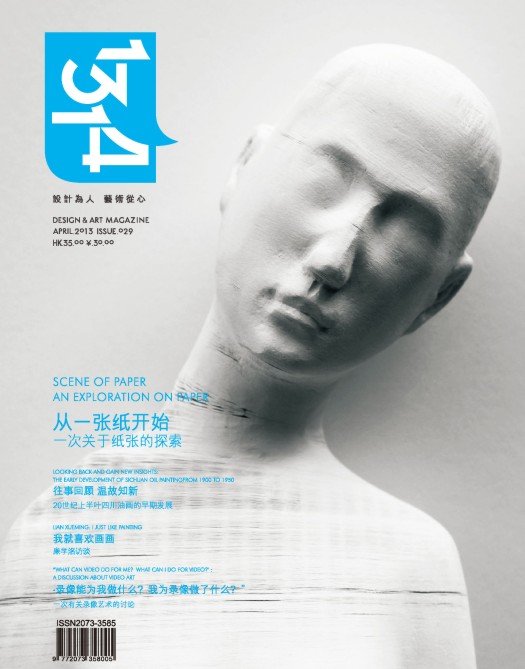 1314
設計為人 藝術從心
DESIGN & ART MAGAZINE
APRIL.2013 ISSUE.029
HK.35.00 ¥.30.00
SCENE OF PAPER
AN EXPLORATION ON PAPER
从一张纸开始
一次关于纸张的探索
LOOKING BACK AND GAIN NEW INSIGHTS:
THE EARLY DEVELOPMENT OF SICHUAN OIL PAINTINGFROM 1900 TO 1950
往事回顾 温故知新
20世纪上半叶四川油画的早期发展
LIAN XUEMING: I JUST LIKE PAINTING
我就喜欢画画
廉学洺访谈
"WHAT CAN VIDEO DO FOR ME? WHAT CAN I DO FOR VIDEO?":
A DISCUSSION ABOUT VIDEO ART
"录像能为我做什么？我为录像做了什么？"
一次有关录像艺术的讨论
ISSN2073-3585
9 772073 358005